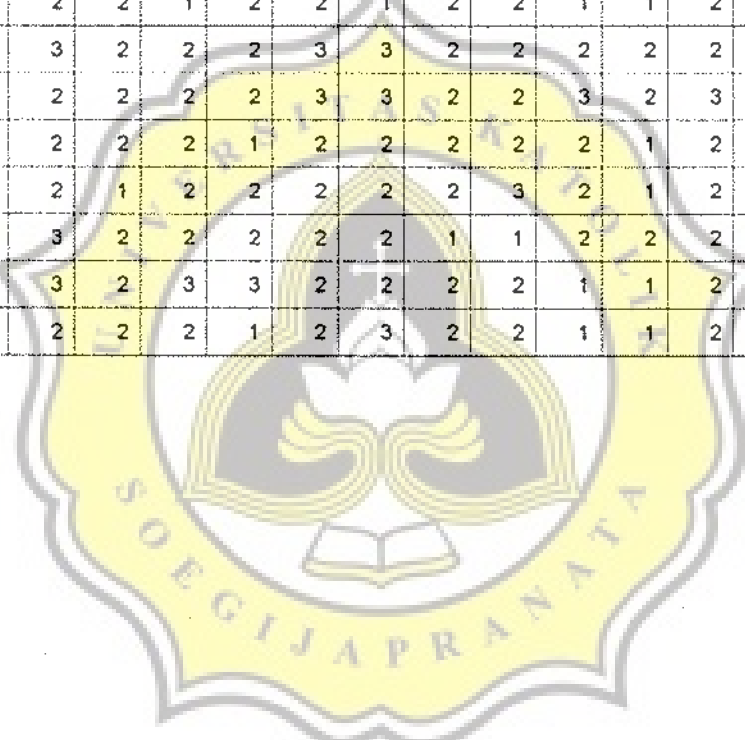 2 2 1 2 2 1 2 2 1 1 2
3 2 2 2 3 3 2 2 2 2 2
2 2 2 2 3 3 2 2 3 2 3
2 2 2 1 2 2 2 2 2 1 2
2 1 2 2 2 2 2 3 2 1 2
3 2 2 2 2 2 1 1 2 2 2
3 2 3 3 2 2 2 2 1 1 2
2 2 2 1 2 3 2 2 1 1 2
UNIVERSITAS KATOLIK
SOEGIJAPRANATA